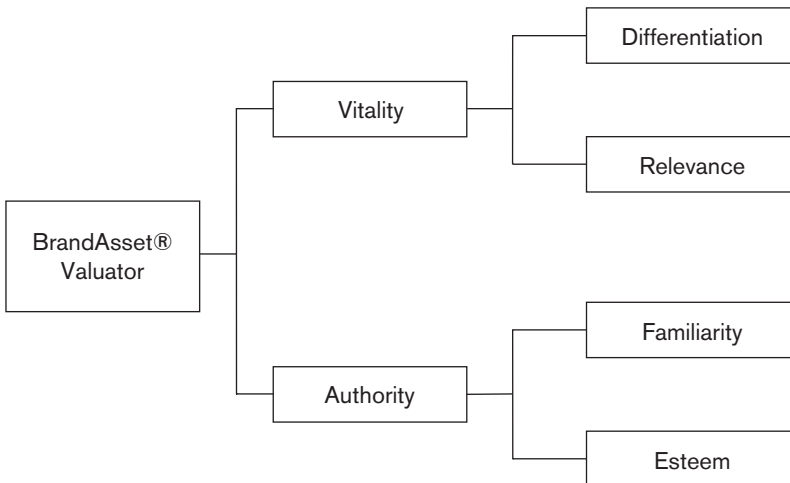 Differentiation
Vitality
Relevance
BrandAsset®
Valuator
Familiarity
Authority
Esteem